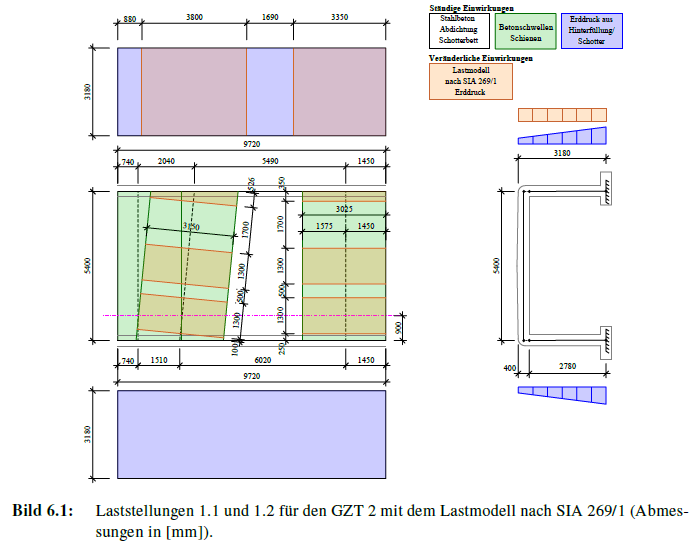 Ständige Einwirkungen
Stahlbeton
Abdichtung
Schotterbett
Betonschwellen
Schienen
Erddruck aus
Hinterfüllung/
Schotter
Veränderliche Einwirkungen
Lastmodell
nach SIA 269/1
Erddruck
880
3800
1690
3350
3180
9720
740
2040
5490
1450
5400
3150
526
1700
1300
500
1300
100
350
1700
1300
500
1300
250
3025
1575
1450
900
740
1510
6020
1450
9720
3180
3180
5400
400
2780
Bild 6.1: Laststellungen 1.1 und 1.2 für den GZT 2 mit dem Lastmodell nach SIA 269/1 (Abmes-
sungen in [mm]).